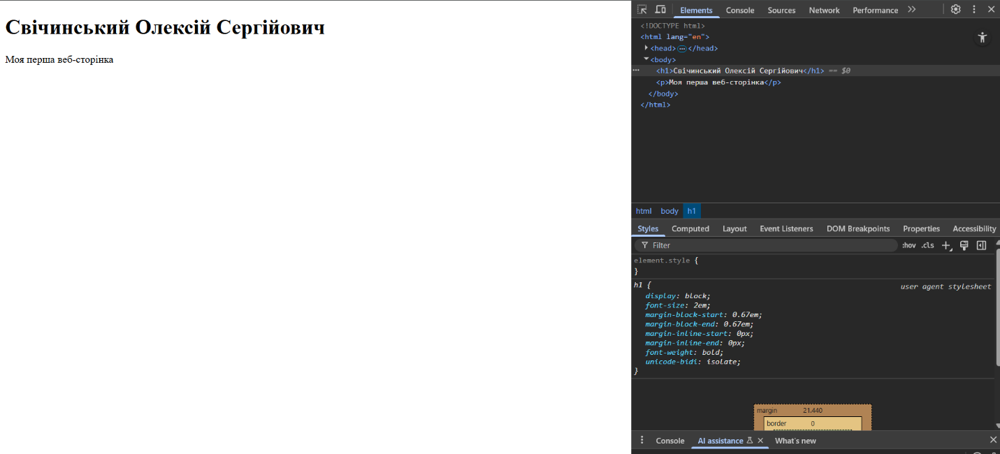 Свічинський Олексій Сергійович
Моя перша веб-сторінка
Elements Console Sources Network Performance
<!DOCTYPE html>
<html lang="en">
<head> ··· </head>
<body>
··· <h1>Свічинський Олексій Сергійович</h1> == $0
<p>Моя перша веб-сторінка</p>
</body>
</html>
html body h1
Styles Computed Layout Event Listeners DOM Breakpoints Properties Accessibility
Filter :hov .cls
element.style {
}
h1 { user agent stylesheet
display: block;
font-size: 2em;
margin-block-start: 0.67em;
margin-block-end: 0.67em;
margin-inline-start: 0px;
margin-inline-end: 0px;
font-weight: bold;
unicode-bidi: isolate;
}
margin 21.440
border 0
Console AI assistance What's new